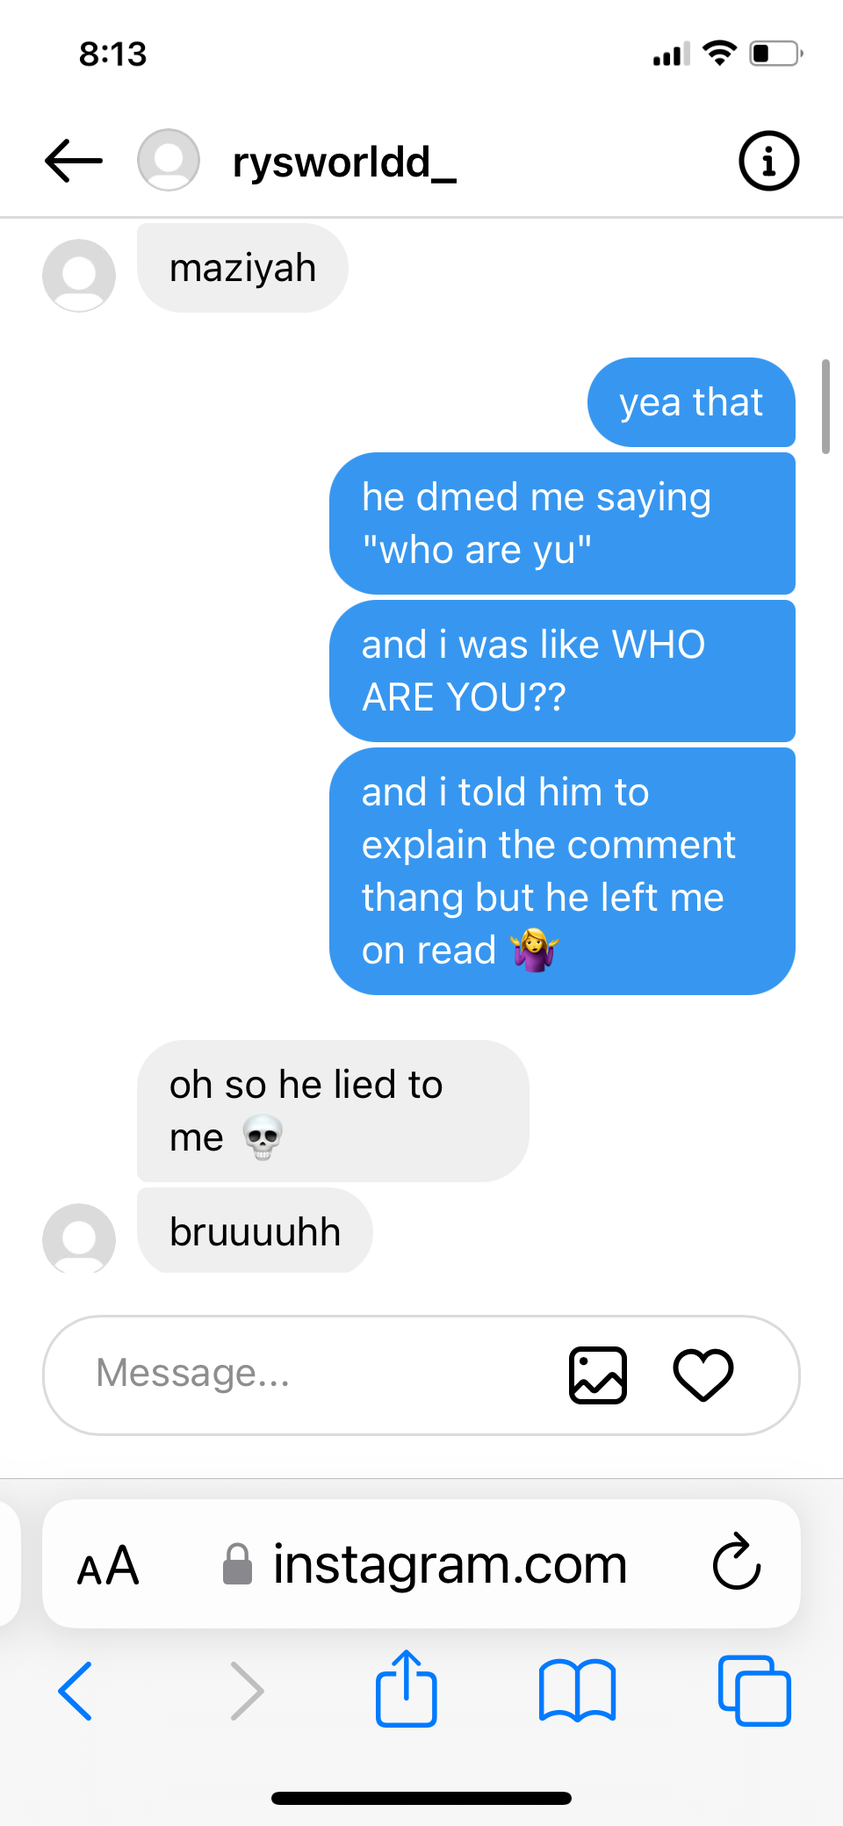 8:13
rysworldd_
maziyah
yea that
he dmed me saying
"who are yu"
and i was like WHO
ARE YOU??
and i told him to
explain the comment
thang but he left me
on read 🤷‍♀️
oh so he lied to
me 💀
bruuuuhh
Message...
AA instagram.com